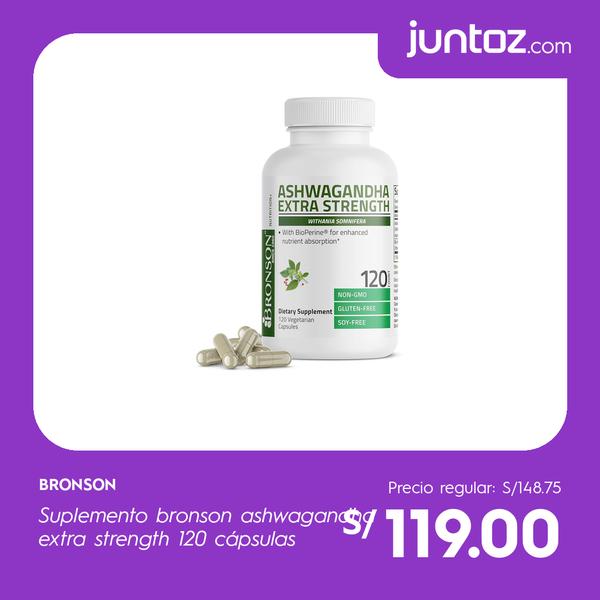 juntoz.com
ASHWAGANDHA
EXTRA STRENGTH
WITHANIA SOMNIFERA
• With BioPerine® for enhanced
nutrient absorption*
BRONSON
120
NON-GMO
GLUTEN-FREE
SOY-FREE
Dietary Supplement
120 Vegetarian
Capsules
BRONSON
Suplemento bronson ashwagandha
extra strength 120 cápsulas
Precio regular: S/148.75
S/119.00